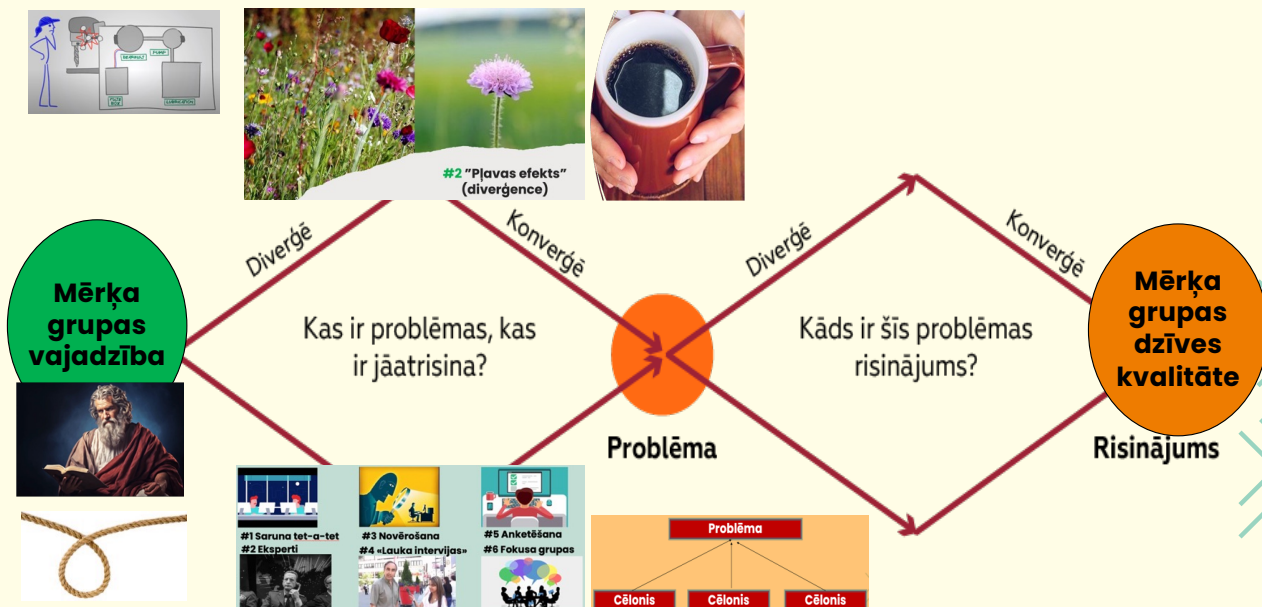 PUMP
LUBRICATION
#2 "Pļavas efekts"
(diverģence)
Diverģē
Konverģē
Diverģē
Konverģē
Mērķa
grupas
vajadzība
Kas ir problēmas, kas
ir jāatrisina?
Kāds ir šīs problēmas
risinājums?
Mērķa
grupas
dzīves
kvalitāte
Problēma
Risinājums
#1 Saruna tet-a-tet
#2 Eksperti
#3 Novērošana
#4 «Lauka intervijas»
#5 Anketēšana
#6 Fokusa grupas
Problēma
Cēlonis
Cēlonis
Cēlonis